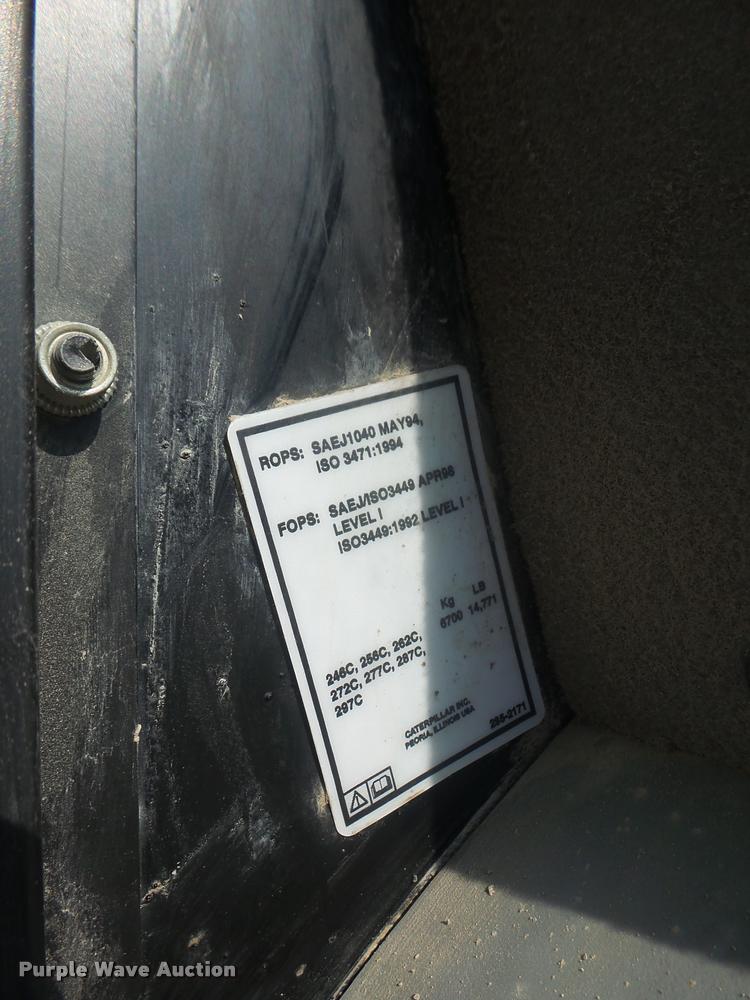 ROPS: SAEJ1040 MAY94,
ISO 3471:1994
FOPS: SAEJ/ISO3449 APR98
LEVEL I
ISO3449:1992 LEVEL I
Kg LB
6700 14,771
246C, 256C, 262C,
272C, 277C, 287C,
297C
CATERPILLAR INC.
PEORIA, ILLINOIS USA
285-2171
Purple Wave Auction